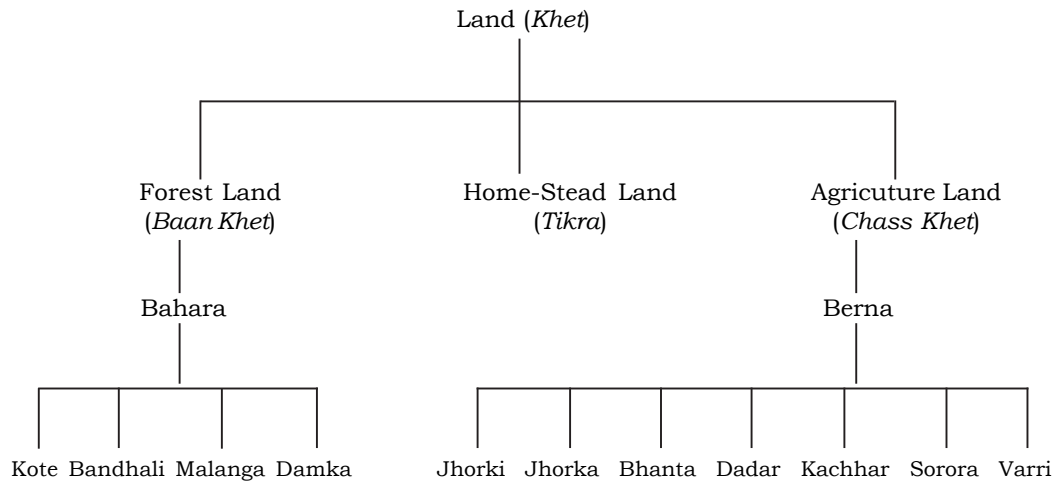 Land (Khet)
Forest Land Home-Stead Land Agricuture Land
(Baan Khet) (Tikra) (Chass Khet)
Bahara Berna
Kote Bandhali Malanga Damka Jhorki Jhorka Bhanta Dadar Kachhar Sorora Varri